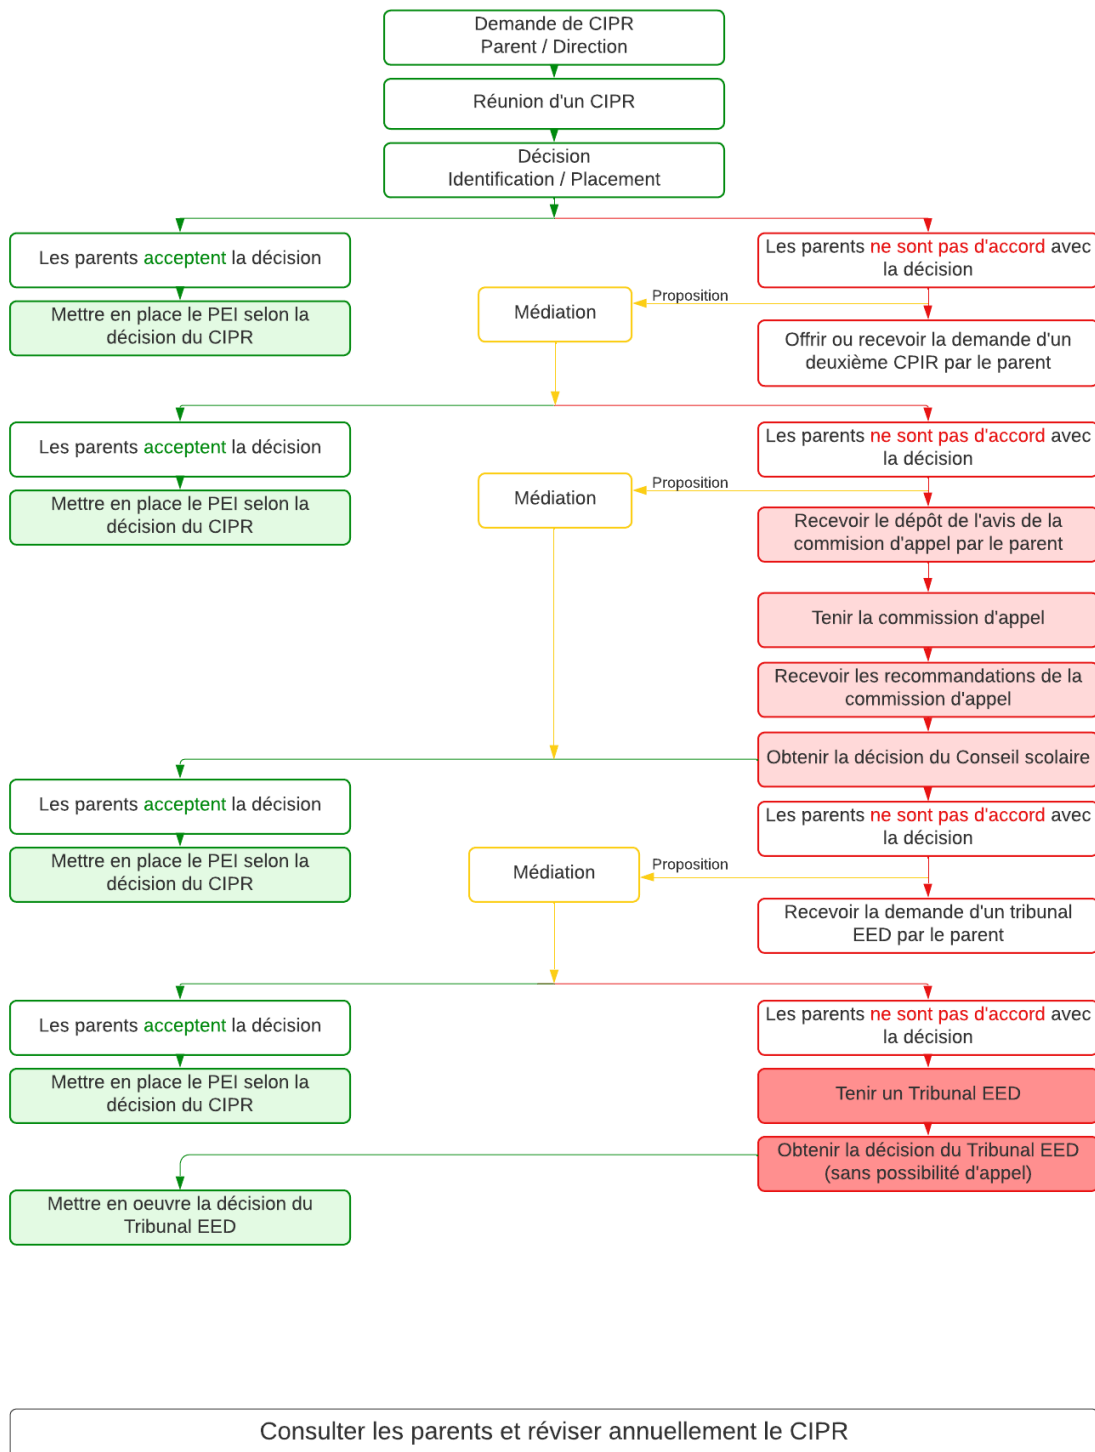 Demande de CIPR
Parent / Direction
Réunion d'un CIPR
Décision
Identification / Placement
Les parents acceptent la décision
Les parents ne sont pas d'accord avec
la décision
Mettre en place le PEI selon la
décision du CIPR
Médiation
Proposition
Offrir ou recevoir la demande d'un
deuxième CPIR par le parent
Les parents acceptent la décision
Les parents ne sont pas d'accord avec
la décision
Mettre en place le PEI selon la
décision du CIPR
Médiation
Proposition
Recevoir le dépôt de l'avis de la
commision d'appel par le parent
Tenir la commission d'appel
Recevoir les recommandations de la
commission d'appel
Obtenir la décision du Conseil scolaire
Les parents acceptent la décision
Les parents ne sont pas d'accord avec
la décision
Mettre en place le PEI selon la
décision du CIPR
Médiation
Proposition
Recevoir la demande d'un tribunal
EED par le parent
Les parents acceptent la décision
Les parents ne sont pas d'accord avec
la décision
Mettre en place le PEI selon la
décision du CIPR
Tenir un Tribunal EED
Obtenir la décision du Tribunal EED
(sans possibilité d'appel)
Mettre en oeuvre la décision du
Tribunal EED
Consulter les parents et réviser annuellement le CIPR